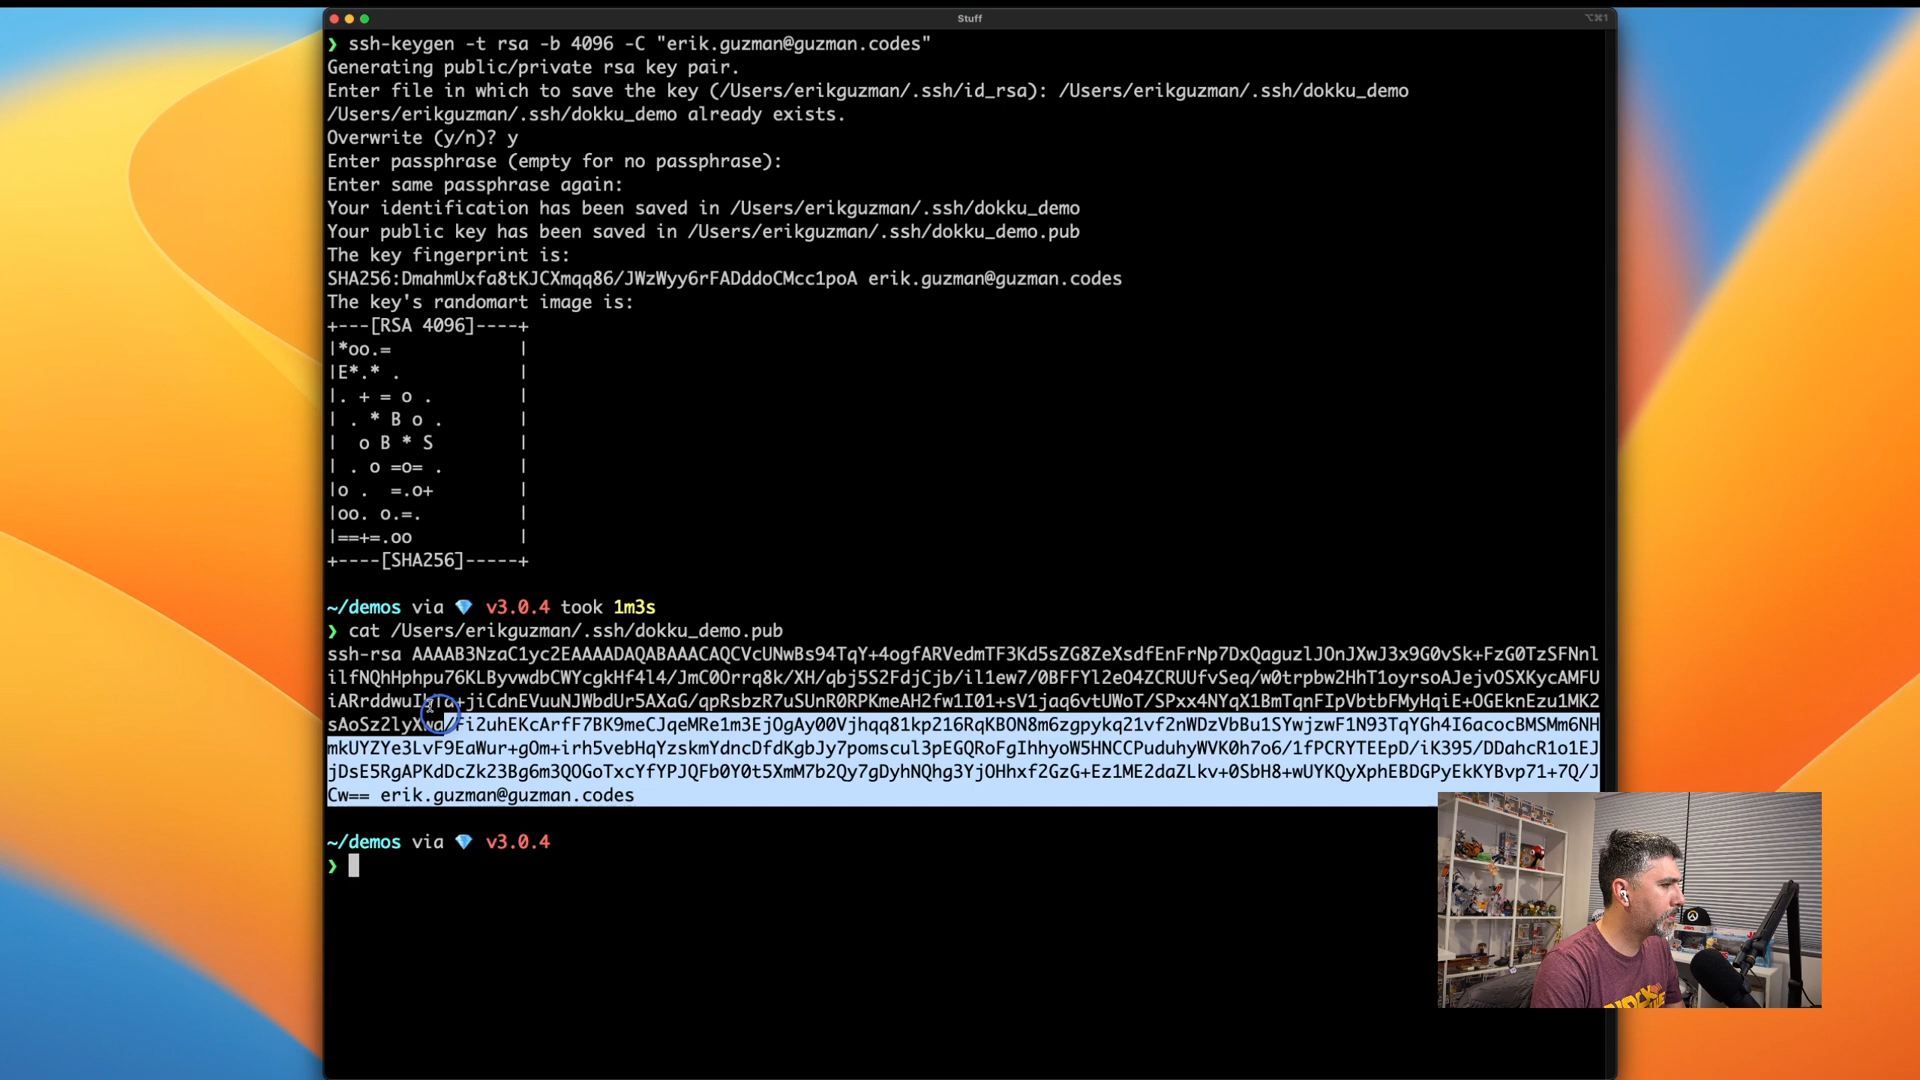 Stuff
⌥⌘1
❯ ssh-keygen -t rsa -b 4096 -C "erik.guzman@guzman.codes"
Generating public/private rsa key pair.
Enter file in which to save the key (/Users/erikguzman/.ssh/id_rsa): /Users/erikguzman/.ssh/dokku_demo
/Users/erikguzman/.ssh/dokku_demo already exists.
Overwrite (y/n)? y
Enter passphrase (empty for no passphrase):
Enter same passphrase again:
Your identification has been saved in /Users/erikguzman/.ssh/dokku_demo
Your public key has been saved in /Users/erikguzman/.ssh/dokku_demo.pub
The key fingerprint is:
SHA256:DmahmUxfa8tKJCXmqq86/JWzWyy6rFADddoCMcc1poA erik.guzman@guzman.codes
The key's randomart image is:
+---[RSA 4096]----+
|*oo.=            |
|E*.* .           |
|. + = o .        |
| . * B o .       |
|  o B * S        |
| . o =o= .       |
|o .  =.o+        |
|oo. o.=.         |
|==+=.oo          |
+----[SHA256]-----+
~/demos via 💎 v3.0.4 took 1m3s
❯ cat /Users/erikguzman/.ssh/dokku_demo.pub
ssh-rsa AAAAB3NzaC1yc2EAAAADAQABAAACAQCVcUNwBs94TqY+4ogfARVedmTF3Kd5sZG8ZeXsdfEnFrNp7DxQaguzlJOnJXwJ3x9G0vSk+FzG0TzSFNnl
ilfNQhHphpu76KLByvwdbCWYcgkHf4l4/JmC0Orrq8k/XH/qbj5S2FdjCjb/il1ew7/0BFFYl2eO4ZCRUUfvSeq/w0trpbw2HhT1oyrsoAJejvOSXKycAMFU
+jiCdnEVuuNJWbdUr5AXaG/qpRsbzR7uSUnR0RPKmeAH2fw1I01+sV1jaq6vtUWoT/SPxx4NYqX1BmTqnFIpVbtbFMyHqiE+OGEknEzu1MK2
/Fi2uhEKcArfF7BK9meCJqeMRe1m3EjOgAy00Vjhqq81kp216RqKBON8m6zgpykq21vf2nWDzVbBu1SYwjzwF1N93TqYGh4I6acocBMSMm6NH
mkUYZYe3LvF9EaWur+gOm+irh5vebHqYzskmYdncDfdKgbJy7pomscul3pEGQRoFgIhhyoW5HNCCPuduhyWVK0h7o6/1fPCRYTEEpD/iK395/DDahcR1o1EJ
jDsE5RgAPKdDcZk23Bg6m3QOGoTxcYfYPJQFb0Y0t5XmM7b2Qy7gDyhNQhg3YjOHhxf2GzG+Ez1ME2daZLkv+0SbH8+wUYKQyXphEBDGPyEkKYBvp71+7Q/J
Cw== erik.guzman@guzman.codes
~/demos via 💎 v3.0.4
❯